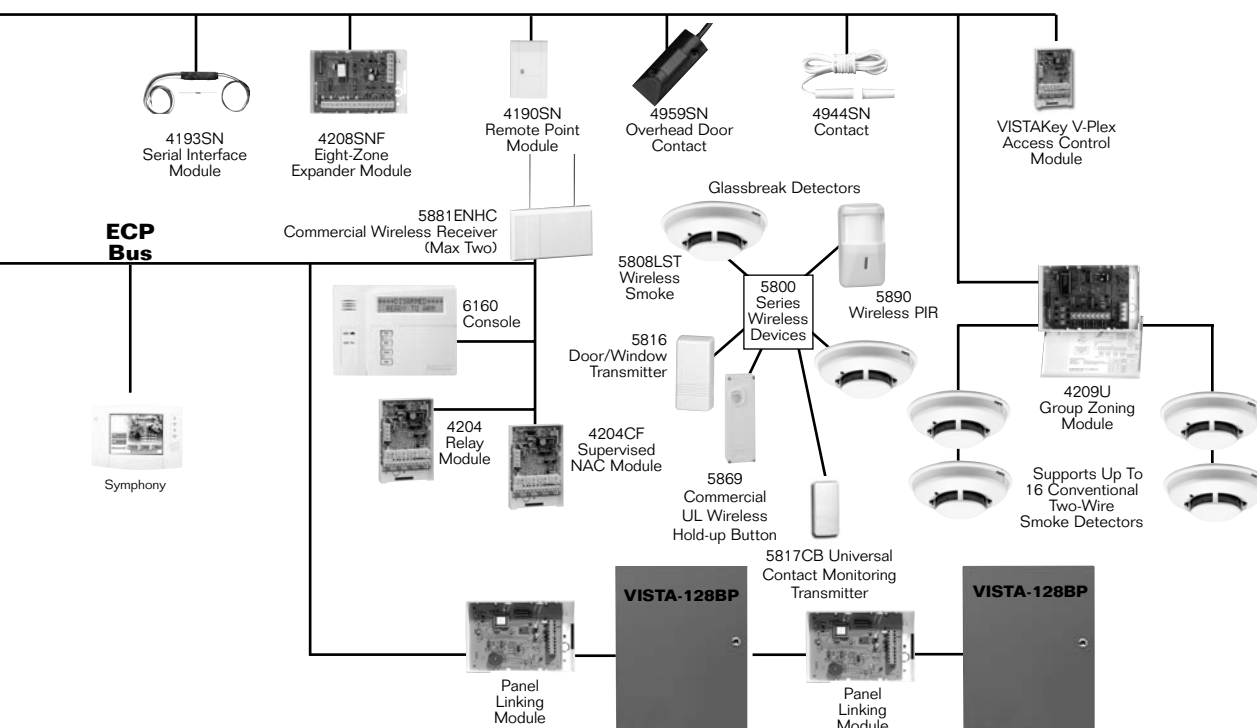 4193SN
Serial Interface
Module
4208SNF
Eight-Zone
Expander Module
4190SN
Remote Point
Module
4959SN
Overhead Door
Contact
4944SN
Contact
VISTAKey V-Plex
Access Control
Module
Glassbreak Detectors
5881ENHC
Commercial Wireless Receiver
(Max Two)
ECP
Bus
5808LST
Wireless
Smoke
5800
Series
Wireless
Devices
5890
Wireless PIR
6160
Console
****DISARMED****
READY TO ARM
5816
Door/Window
Transmitter
4209U
Group Zoning
Module
4204
Relay
Module
4204CF
Supervised
NAC Module
Symphony
5869
Commercial
UL Wireless
Hold-up Button
Supports Up To
16 Conventional
Two-Wire
Smoke Detectors
5817CB Universal
Contact Monitoring
Transmitter
VISTA-128BP
VISTA-128BP
Panel
Linking
Module
Panel
Linking
Module